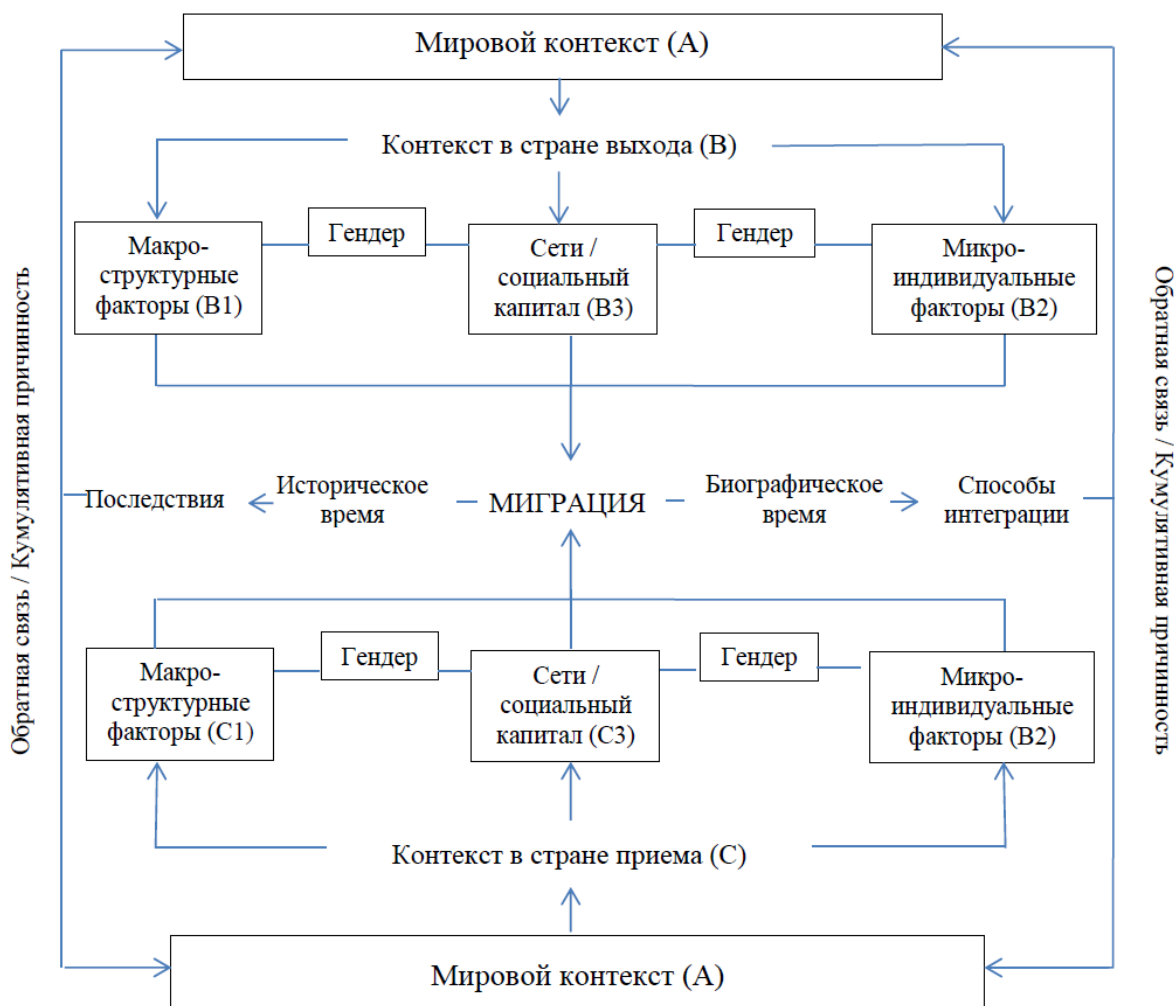 Мировой контекст (А)
Контекст в стране выхода (В)
Гендер
Гендер
Макро-
структурные
факторы (В1)
Сети /
социальный
капитал (В3)
Микро-
индивидуальные
факторы (В2)
Обратная связь / Кумулятивная причинность
Обратная связь / Кумулятивная причинность
Последствия
Историческое
время
МИГРАЦИЯ
Биографическое
время
Способы
интеграции
Гендер
Гендер
Макро-
структурные
факторы (С1)
Сети /
социальный
капитал (С3)
Микро-
индивидуальные
факторы (В2)
Контекст в стране приема (С)
Мировой контекст (А)